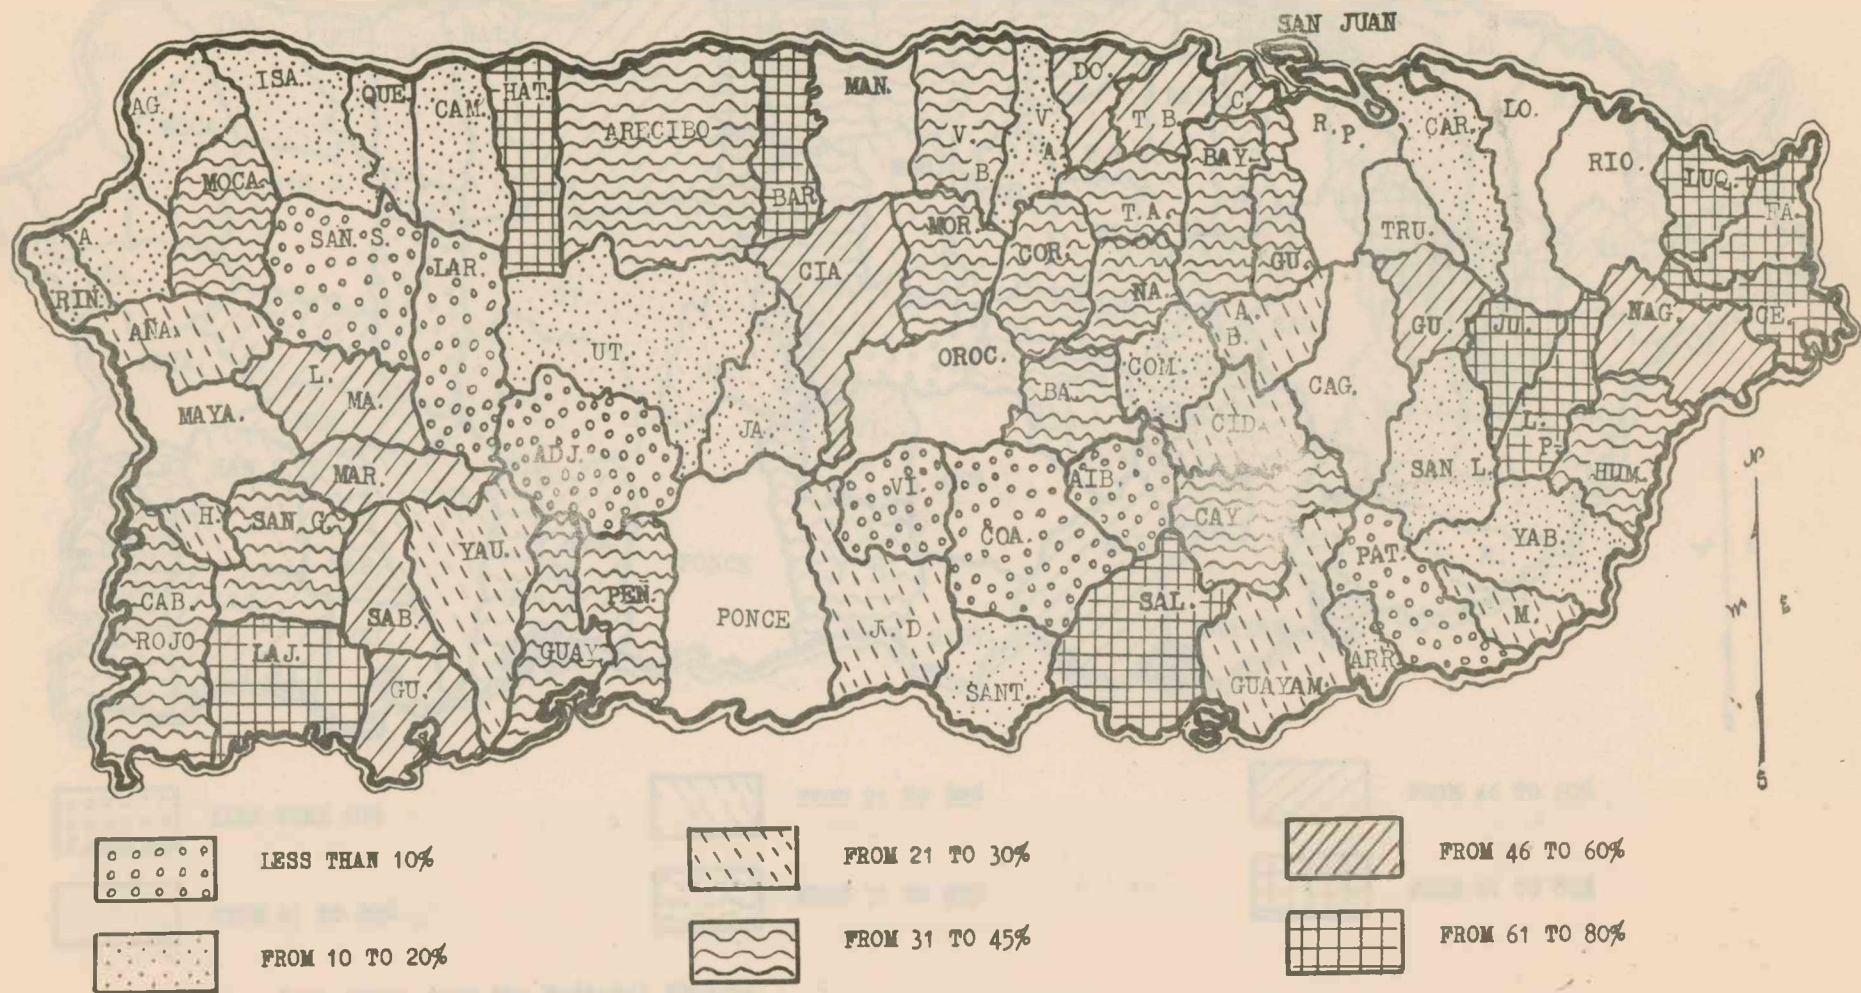 SAN JUAN
AG.
ISA.
QUE.
CAM.
HAT.
ARECIBO
BAR
MAN.
V. B.
V. A.
DO.
T. B.
C.
R. P.
CAR.
LO.
RIO.
LUQ.
FA.
MOCA
A.
RIN.
SAN. S.
LAR.
CIA
MOR.
COR.
T. A.
NA.
BAY.
GU.
TRU.
AÑA.
L. MA.
UT.
JA.
OROC.
BA.
COM.
A. B.
CAG.
GU.
JU.
NAG.
CE.
MAYA.
MAR.
ADJ.
VI.
COA.
AIB.
CID.
SAN L.
L. P.
HUM.
H.
SAN G.
YAU.
CAY
PAT.
YAB.
CAB. ROJO
LAJ.
SAB.
GU.
GUAY.
PEÑ.
PONCE
J. D.
SANT.
SAL.
GUAYAM.
ARR.
M.
N
W
E
S
LESS THAN 10%
FROM 21 TO 30%
FROM 46 TO 60%
FROM 10 TO 20%
FROM 31 TO 45%
FROM 61 TO 80%